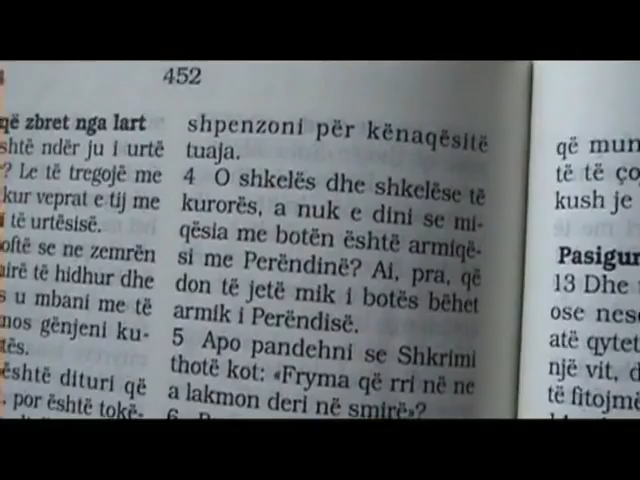 452
që zbret nga lart
shtë ndër ju i urtë
? Le të tregojë me
kur veprat e tij me
i të urtësisë.
oftë se ne zemrën
irë të hidhur dhe
s u mbani me të
mos gënjeni ku-
tës.
është dituri që
, por është tokë-
shpenzoni për kënaqësitë
tuaja.
4 O shkelës dhe shkelëse të
kurorës, a nuk e dini se mi-
qësia me botën është armiqë-
si me Perëndinë? Ai, pra, që
don të jetë mik i botës bëhet
armik i Perëndisë.
5 Apo pandehni se Shkrimi
thotë kot: «Fryma që rri në ne
a lakmon deri në smirë»?
që mun
të të ço
kush je
Pasigur
13 Dhe
ose nes
atë qytet
një vit, d
të fitojmë